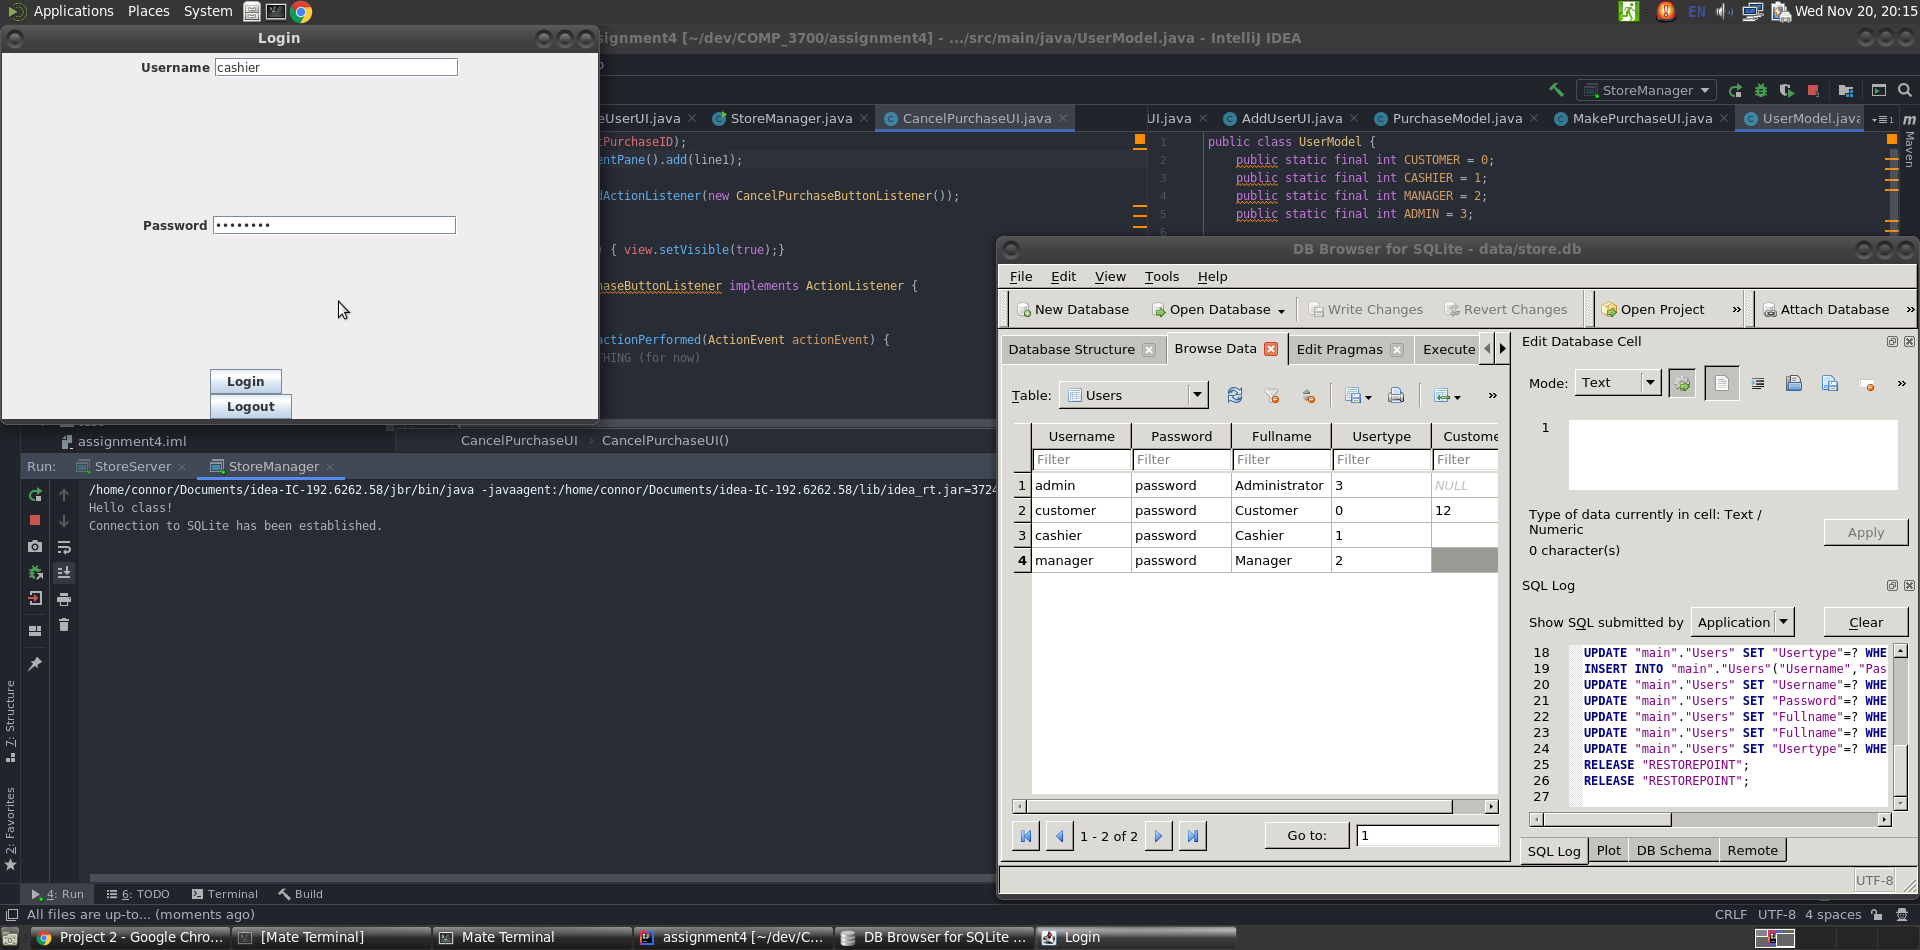 Applications Places System
EN Wed Nov 20, 20:15
Login
Username cashier
Password ••••••••
Login
Logout
signment4 [~/dev/COMP_3700/assignment4] - .../src/main/java/UserModel.java - IntelliJ IDEA
StoreManager
eUserUI.java StoreManager.java CancelPurchaseUI.java
UI.java AddUserUI.java PurchaseModel.java MakePurchaseUI.java UserModel.java
Maven
tPurchaseID);
entPane().add(line1);
dActionListener(new CancelPurchaseButtonListener());
) { view.setVisible(true);}
haseButtonListener implements ActionListener {
actionPerformed(ActionEvent actionEvent) {
THING (for now)
1 public class UserModel {
2 public static final int CUSTOMER = 0;
3 public static final int CASHIER = 1;
4 public static final int MANAGER = 2;
5 public static final int ADMIN = 3;
6
assignment4.iml
CancelPurchaseUI › CancelPurchaseUI()
Run: StoreServer StoreManager
/home/connor/Documents/idea-IC-192.6262.58/jbr/bin/java -javaagent:/home/connor/Documents/idea-IC-192.6262.58/lib/idea_rt.jar=3724
Hello class!
Connection to SQLite has been established.
7: Structure
2: Favorites
DB Browser for SQLite - data/store.db
File Edit View Tools Help
New Database Open Database Write Changes Revert Changes Open Project » Attach Database »
Database Structure Browse Data Edit Pragmas Execute
Table: Users »
Username Password Fullname Usertype Custome
Filter Filter Filter Filter Filter
1 admin password Administrator 3 NULL
2 customer password Customer 0 12
3 cashier password Cashier 1
4 manager password Manager 2
1 - 2 of 2 Go to: 1
Edit Database Cell
Mode: Text »
1
Type of data currently in cell: Text /
Numeric
0 character(s)
Apply
SQL Log
Show SQL submitted by Application Clear
18 UPDATE "main"."Users" SET "Usertype"=? WHE
19 INSERT INTO "main"."Users"("Username","Pas
20 UPDATE "main"."Users" SET "Username"=? WHE
21 UPDATE "main"."Users" SET "Password"=? WHE
22 UPDATE "main"."Users" SET "Fullname"=? WHE
23 UPDATE "main"."Users" SET "Fullname"=? WHE
24 UPDATE "main"."Users" SET "Usertype"=? WHE
25 RELEASE "RESTOREPOINT";
26 RELEASE "RESTOREPOINT";
27
SQL Log Plot DB Schema Remote
UTF-8
4: Run 6: TODO Terminal Build
All files are up-to... (moments ago)
CRLF UTF-8 4 spaces
Project 2 - Google Chro... [Mate Terminal] Mate Terminal assignment4 [~/dev/C... DB Browser for SQLite ... Login